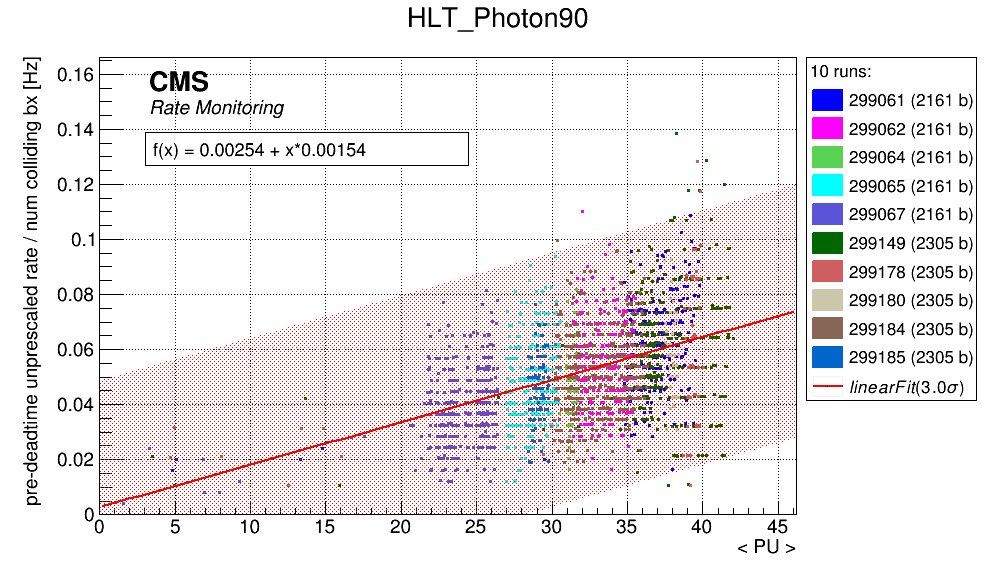 HLT_Photon90
pre-deadtime unprescaled rate / num colliding bx [Hz]
0.16
0.14
0.12
0.1
0.08
0.06
0.04
0.02
0
CMS
Rate Monitoring
f(x) = 0.00254 + x*0.00154
0 5 10 15 20 25 30 35 40 45
< PU >
10 runs:
299061 (2161 b)
299062 (2161 b)
299064 (2161 b)
299065 (2161 b)
299067 (2161 b)
299149 (2305 b)
299178 (2305 b)
299180 (2305 b)
299184 (2305 b)
299185 (2305 b)
linearFit(3.0σ)